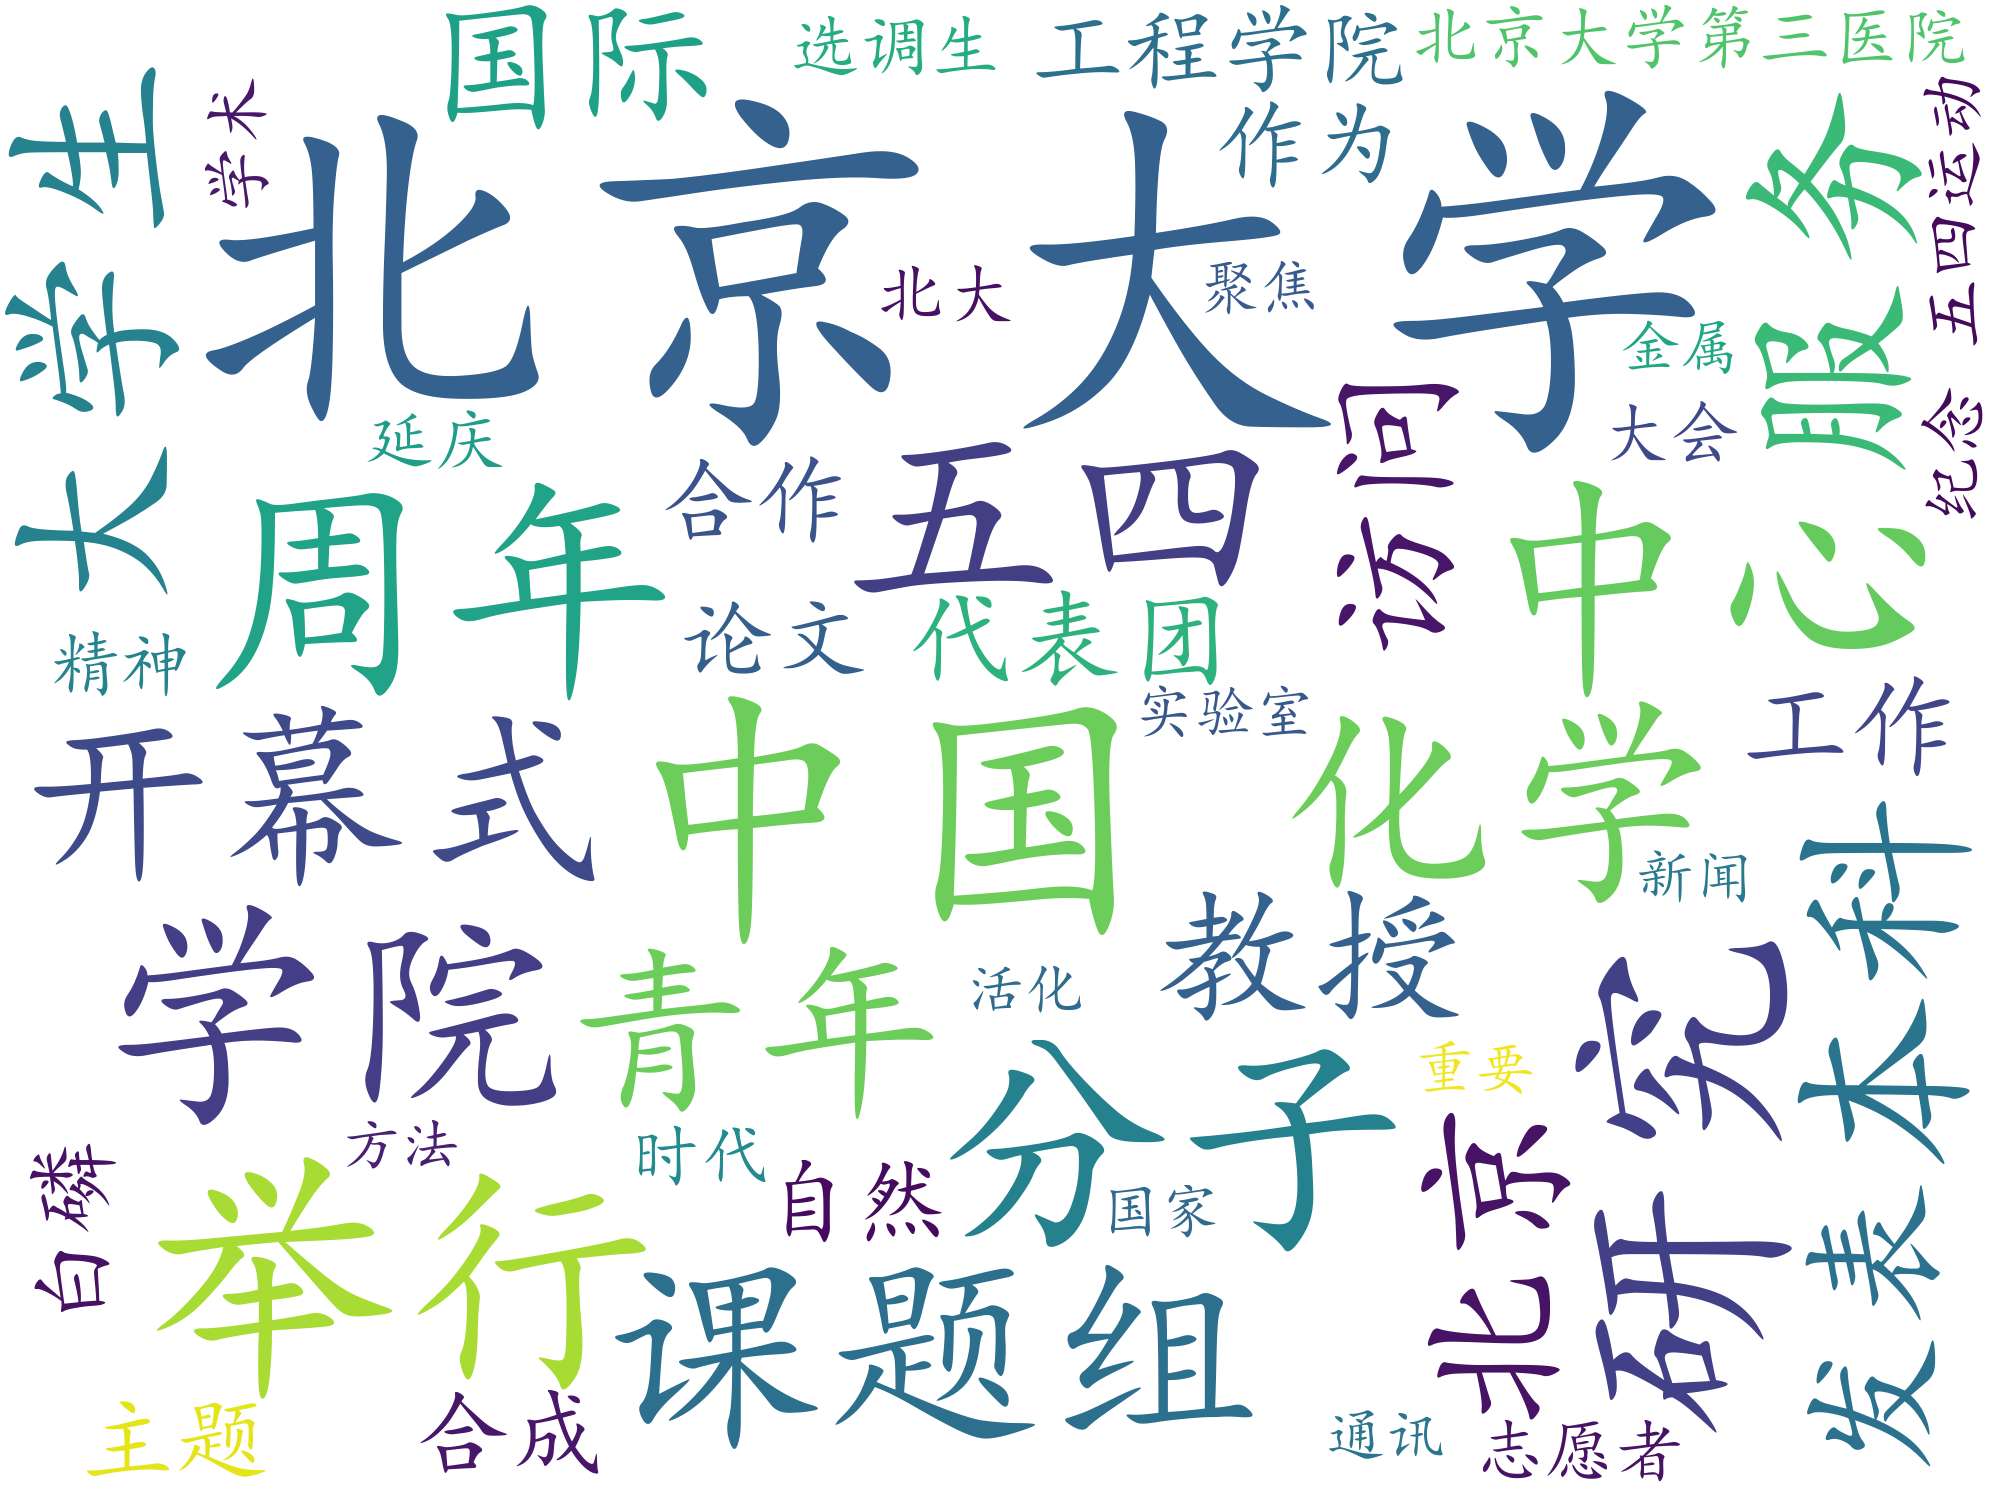 国际
选调生
工程学院
北京大学第三医院
大学生
学术
北京大学
作为
服务
纪念 五四运动
北大
聚焦
金属
大会
延庆
访问
周年
合作
五四
中心
精神
论文
代表团
实验室
工作
开幕式
中国
化学
新闻
本科
学院
青年
活化
教授
研究
重要
分子
白磷
方法
时代
自然
国家
北京
发表
举行
课题组
主题
合成
通讯
志愿者